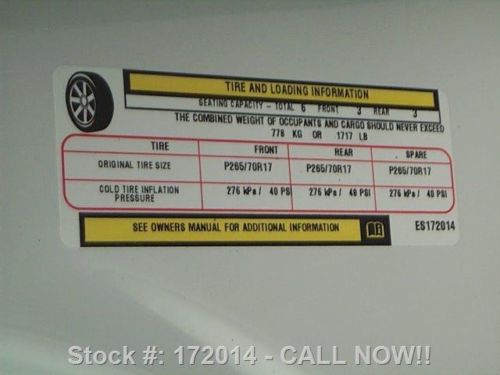 TIRE AND LOADING INFORMATION
SEATING CAPACITY - TOTAL 6 FRONT 3 REAR 3
THE COMBINED WEIGHT OF OCCUPANTS AND CARGO SHOULD NEVER EXCEED
778 KG OR 1717 LB
TIRE FRONT REAR SPARE
ORIGINAL TIRE SIZE P265/70R17 P265/70R17 P265/70R17
COLD TIRE INFLATION PRESSURE 276 kPa / 40 PSI 276 kPa / 40 PSI 276 kPa / 40 PSI
SEE OWNERS MANUAL FOR ADDITIONAL INFORMATION
ES172014
Stock #: 172014 - CALL NOW!!